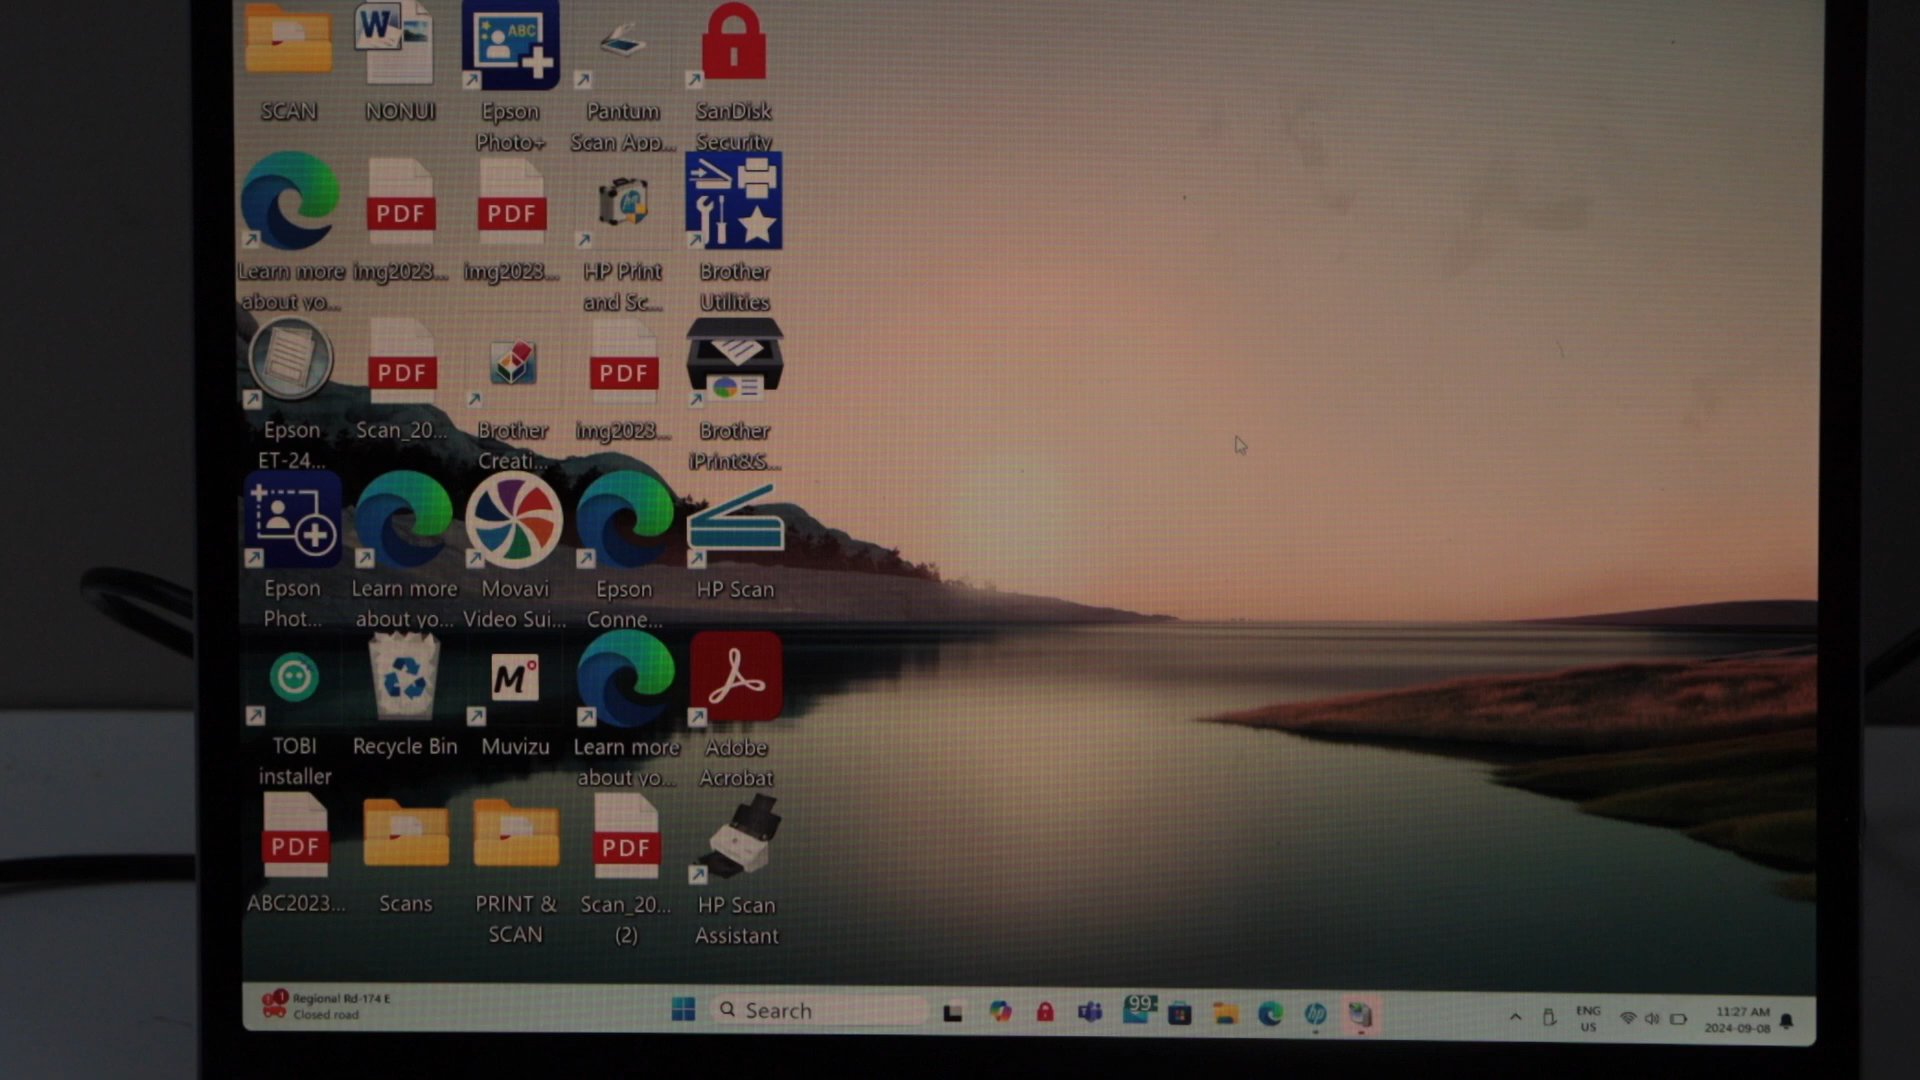 SCAN
NONUI
ABC
Epson
Photo+
Pantum
Scan App...
SanDisk
Security
Learn more
about yo...
PDF
img2023...
PDF
img2023...
HP Print
and Sc...
Brother
Utilities
Epson
ET-24...
PDF
Scan_20...
Brother
Creati...
PDF
img2023...
Brother
iPrint&S...
Epson
Phot...
Learn more
about yo...
Movavi
Video Sui...
Epson
Conne...
HP Scan
TOBI
installer
Recycle Bin
M
Muvizu
Learn more
about yo...
Adobe
Acrobat
PDF
ABC2023...
Scans
PRINT &
SCAN
PDF
Scan_20...
(2)
HP Scan
Assistant
1
Regional Rd-174 E
Closed road
Search
99+
hp
ENG
US
11:27 AM
2024-09-08